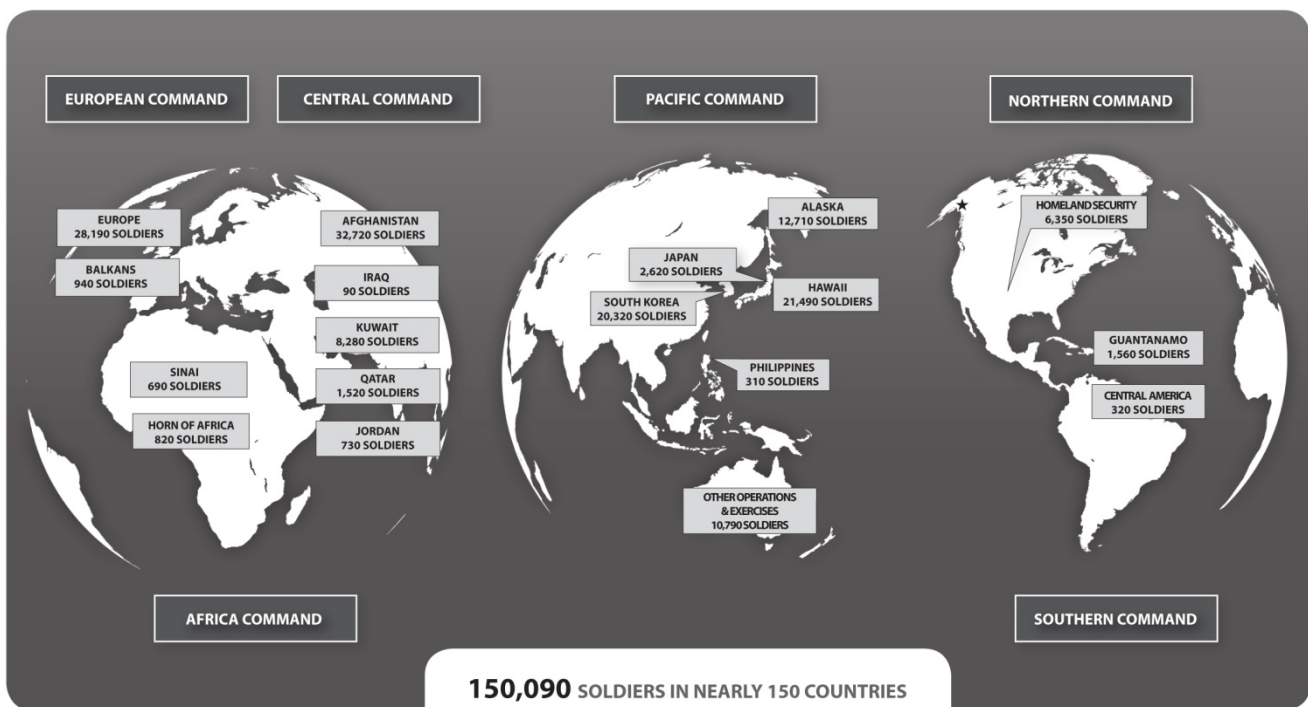 EUROPEAN COMMAND
CENTRAL COMMAND
PACIFIC COMMAND
NORTHERN COMMAND
EUROPE
28,190 SOLDIERS
BALKANS
940 SOLDIERS
SINAI
690 SOLDIERS
HORN OF AFRICA
820 SOLDIERS
AFGHANISTAN
32,720 SOLDIERS
IRAQ
90 SOLDIERS
KUWAIT
8,280 SOLDIERS
QATAR
1,520 SOLDIERS
JORDAN
730 SOLDIERS
ALASKA
12,710 SOLDIERS
JAPAN
2,620 SOLDIERS
HAWAII
21,490 SOLDIERS
SOUTH KOREA
20,320 SOLDIERS
PHILIPPINES
310 SOLDIERS
OTHER OPERATIONS
& EXERCISES
10,790 SOLDIERS
HOMELAND SECURITY
6,350 SOLDIERS
GUANTANAMO
1,560 SOLDIERS
CENTRAL AMERICA
320 SOLDIERS
AFRICA COMMAND
SOUTHERN COMMAND
150,090 SOLDIERS IN NEARLY 150 COUNTRIES